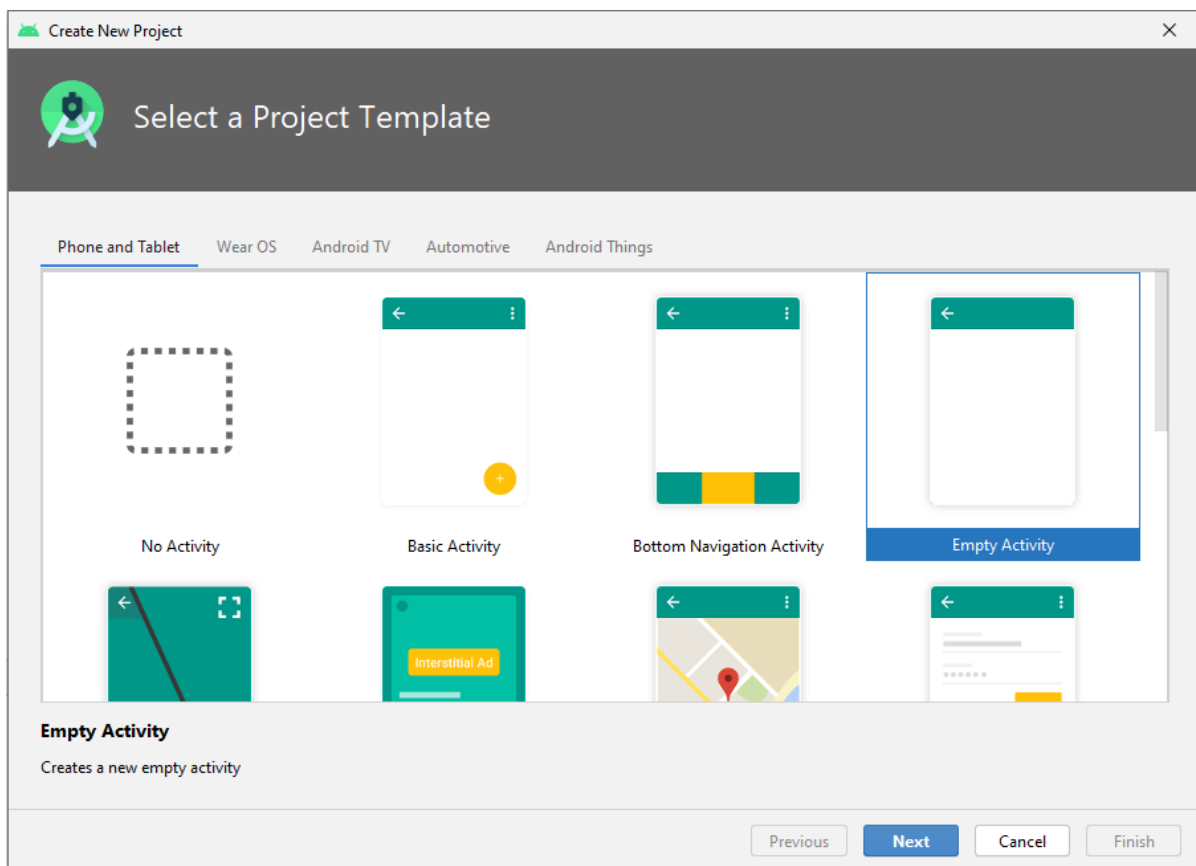 Create New Project
Select a Project Template
Phone and Tablet Wear OS Android TV Automotive Android Things
No Activity Basic Activity Bottom Navigation Activity Empty Activity
Interstitial Ad
Empty Activity
Creates a new empty activity
Previous Next Cancel Finish